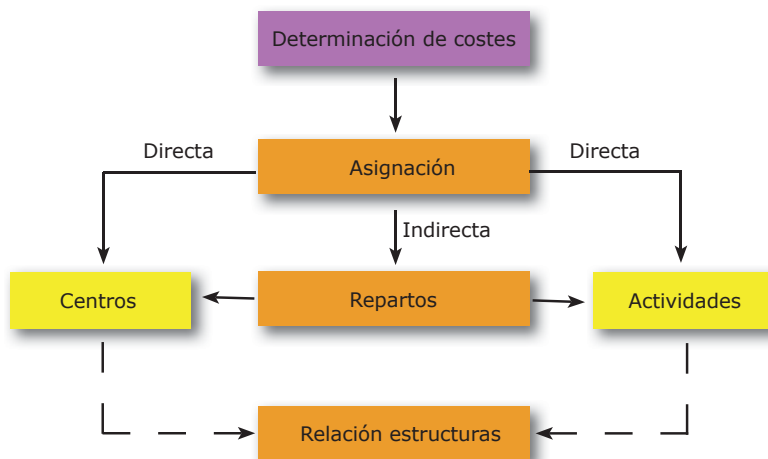 Determinación de costes
Directa
Directa
Asignación
Indirecta
Centros
Repartos
Actividades
Relación estructuras